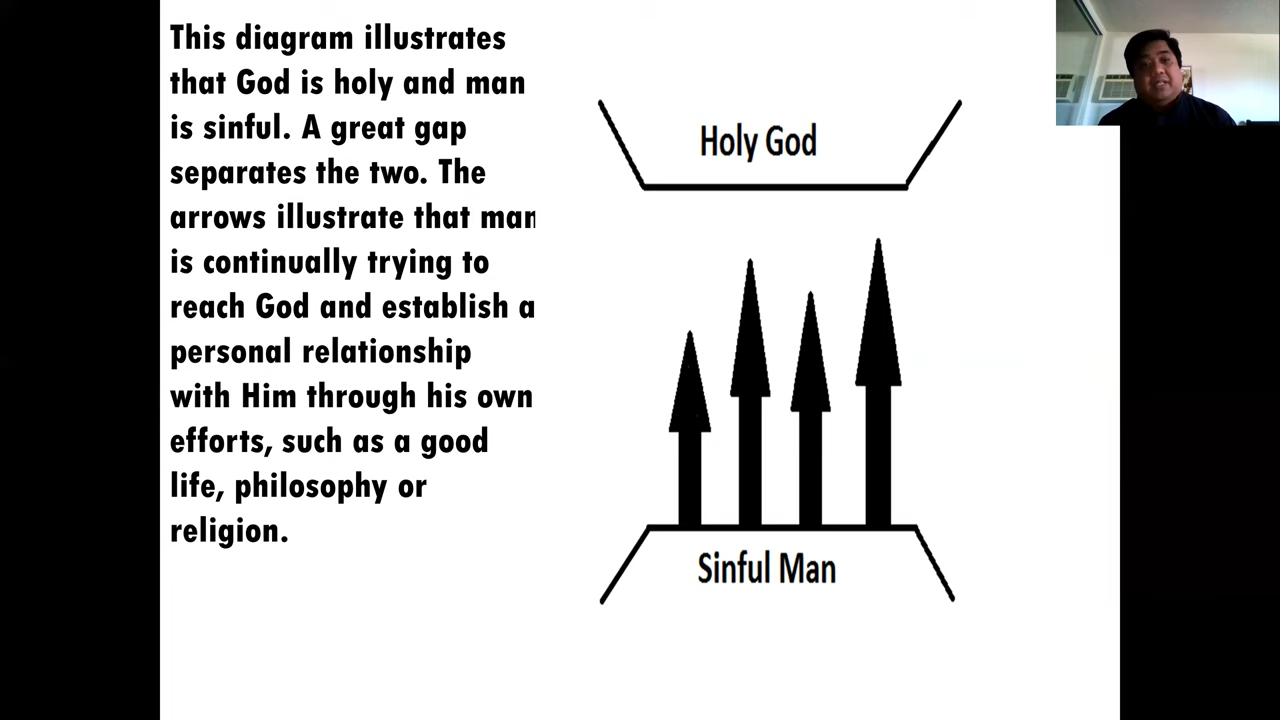 This diagram illustrates
that God is holy and man
is sinful. A great gap
separates the two. The
arrows illustrate that man
is continually trying to
reach God and establish a
personal relationship
with Him through his own
efforts, such as a good
life, philosophy or
religion.
Holy God
Sinful Man